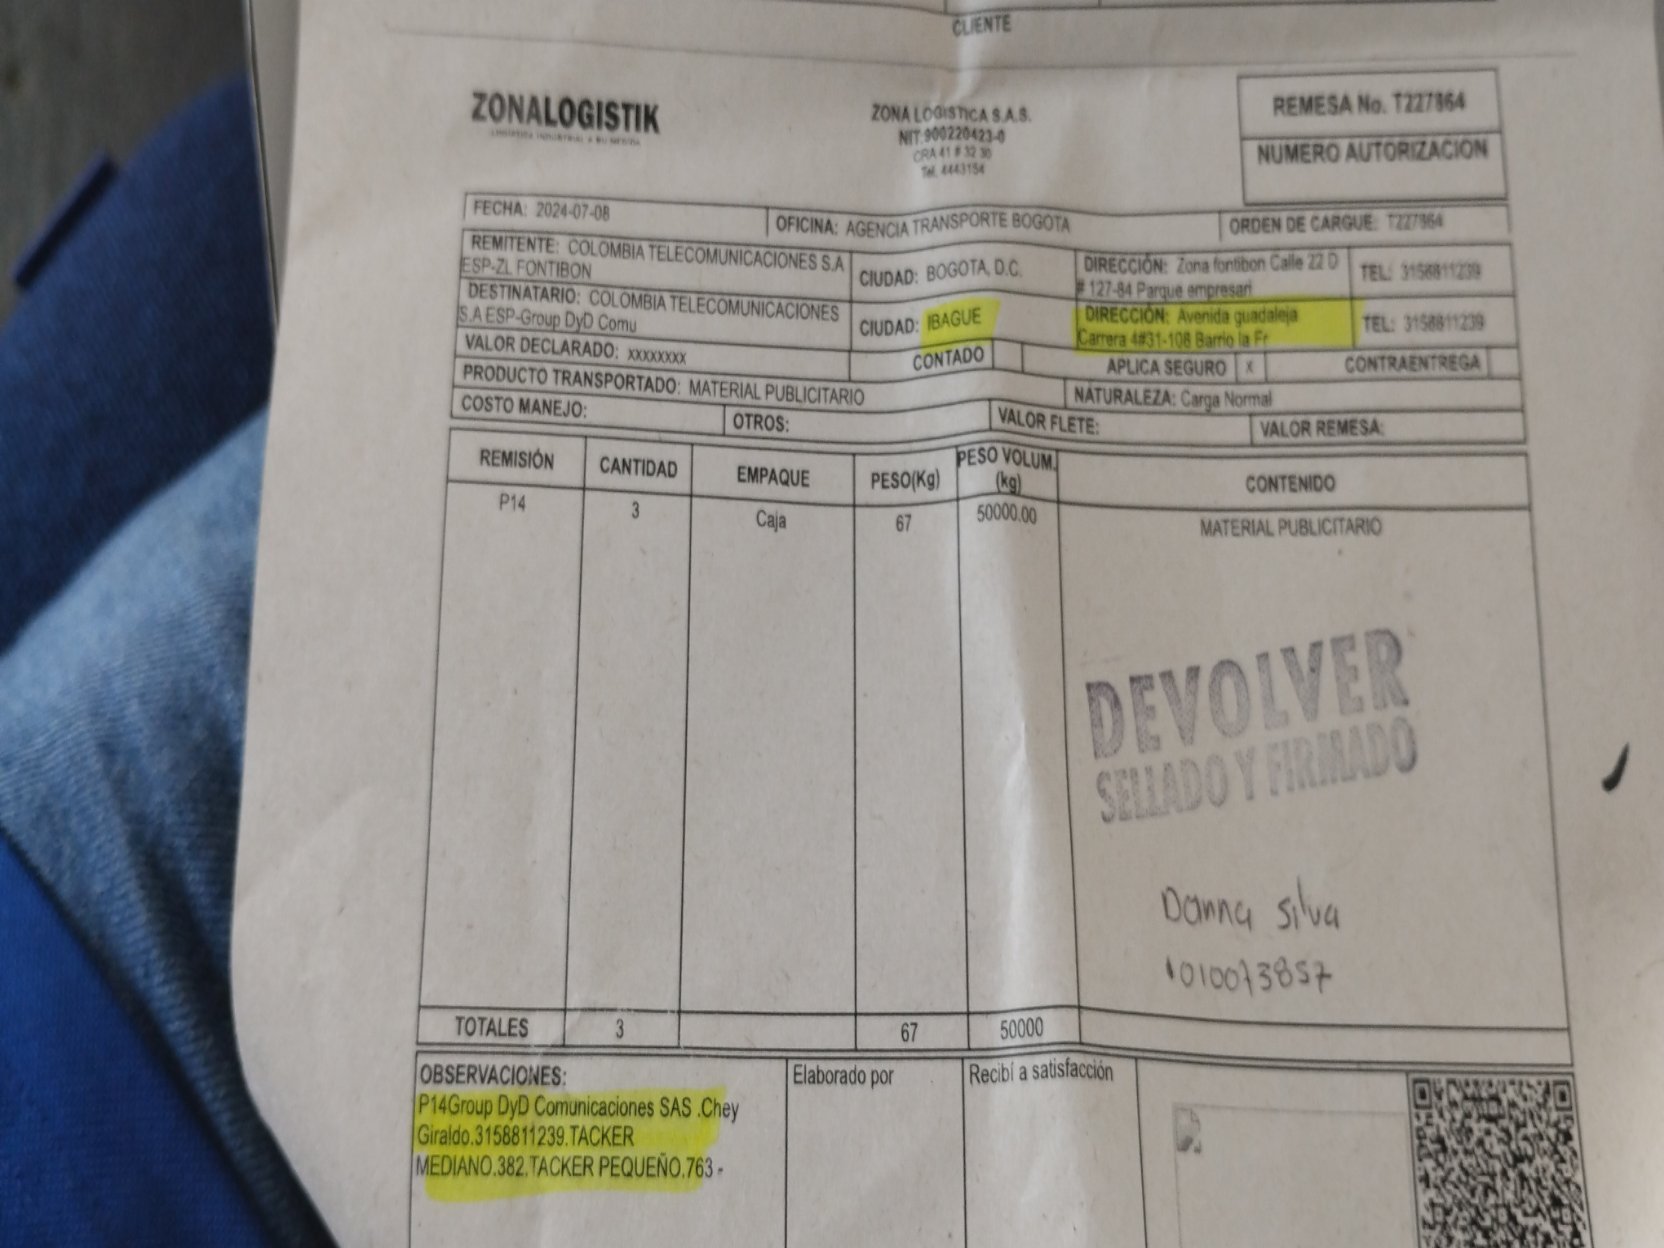 CLIENTE
ZONALOGISTIK
ZONA LOGISTICA S.A.S.
NIT:900220423-0
CRA 41 # 32 30
Tel. 4443154
REMESA No. T227864
NUMERO AUTORIZACION
FECHA: 2024-07-08
OFICINA: AGENCIA TRANSPORTE BOGOTA
ORDEN DE CARGUE: T227864
REMITENTE: COLOMBIA TELECOMUNICACIONES S.A
ESP-ZL FONTIBON
CIUDAD: BOGOTA, D.C.
DIRECCIÓN: Zona fontibon Calle 22 D
# 127-84 Parque empresari
TEL: 3158811239
DESTINATARIO: COLOMBIA TELECOMUNICACIONES
S.A ESP-Group DyD Comu
CIUDAD: IBAGUE
DIRECCIÓN: Avenida guadaleja
Carrera 4#31-108 Barrio la Fr
TEL: 3158811239
VALOR DECLARADO: xxxxxxxx
CONTADO
APLICA SEGURO x
CONTRAENTREGA
PRODUCTO TRANSPORTADO: MATERIAL PUBLICITARIO
NATURALEZA: Carga Normal
COSTO MANEJO:
OTROS:
VALOR FLETE:
VALOR REMESA:
REMISIÓN CANTIDAD EMPAQUE PESO(Kg) PESO VOLUM. (kg) CONTENIDO
P14 3 Caja 67 50000.00 MATERIAL PUBLICITARIO
DEVOLVER
SELLADO Y FIRMADO
Danna Silva
1010073857
TOTALES 3 67 50000
OBSERVACIONES:
P14Group DyD Comunicaciones SAS .Chey
Giraldo.3158811239.TACKER
MEDIANO.382.TACKER PEQUEÑO.763 -
Elaborado por
Recibí a satisfacción